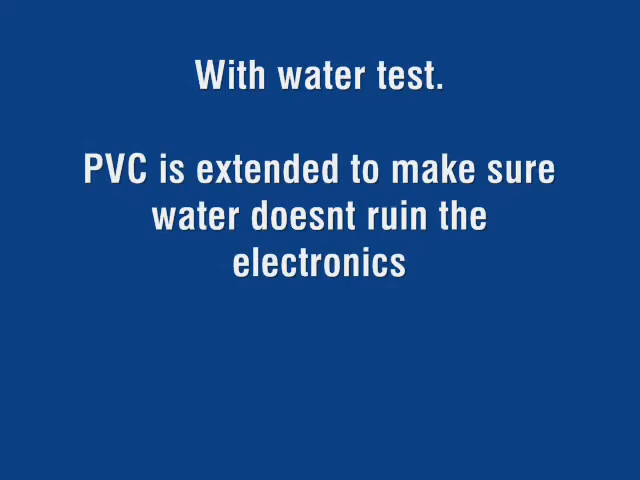 With water test.
PVC is extended to make sure
water doesnt ruin the
electronics